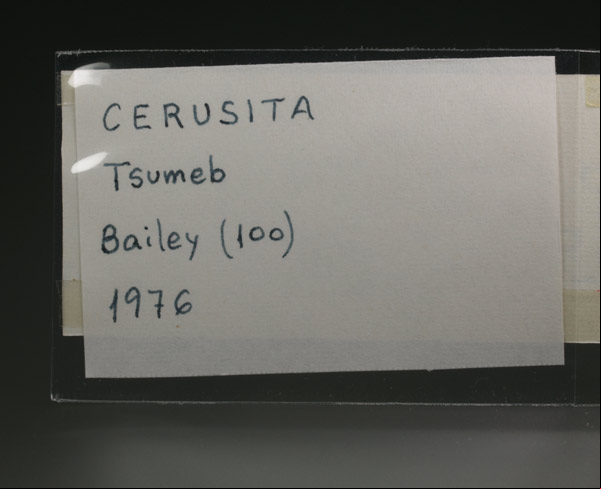 CERUSITA
Tsumeb
Bailey (100)
1976